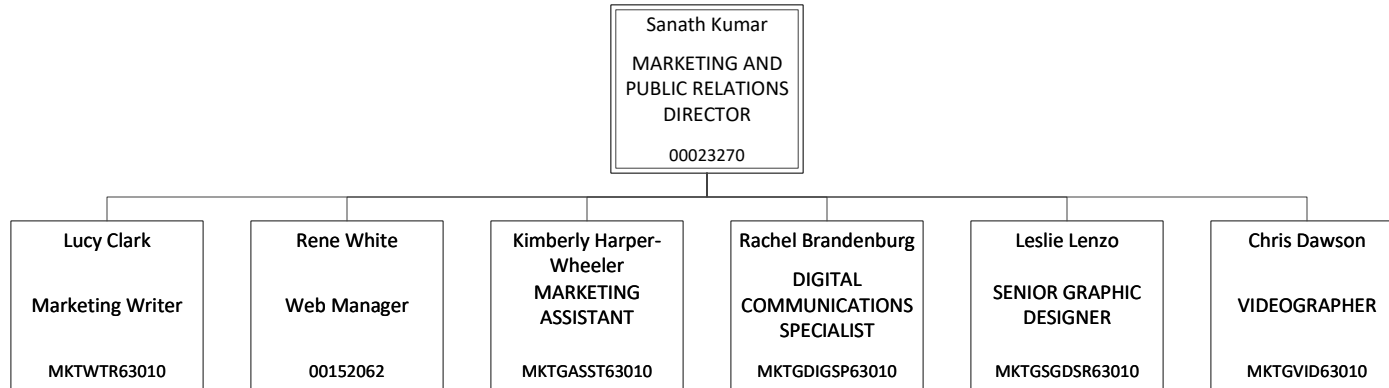 Sanath Kumar
MARKETING AND
PUBLIC RELATIONS
DIRECTOR
00023270
Lucy Clark
Marketing Writer
MKTWTR63010
Rene White
Web Manager
00152062
Kimberly Harper-
Wheeler
MARKETING
ASSISTANT
MKTGASST63010
Rachel Brandenburg
DIGITAL
COMMUNICATIONS
SPECIALIST
MKTGDIGSP63010
Leslie Lenzo
SENIOR GRAPHIC
DESIGNER
MKTGSGDSR63010
Chris Dawson
VIDEOGRAPHER
MKTGVID63010